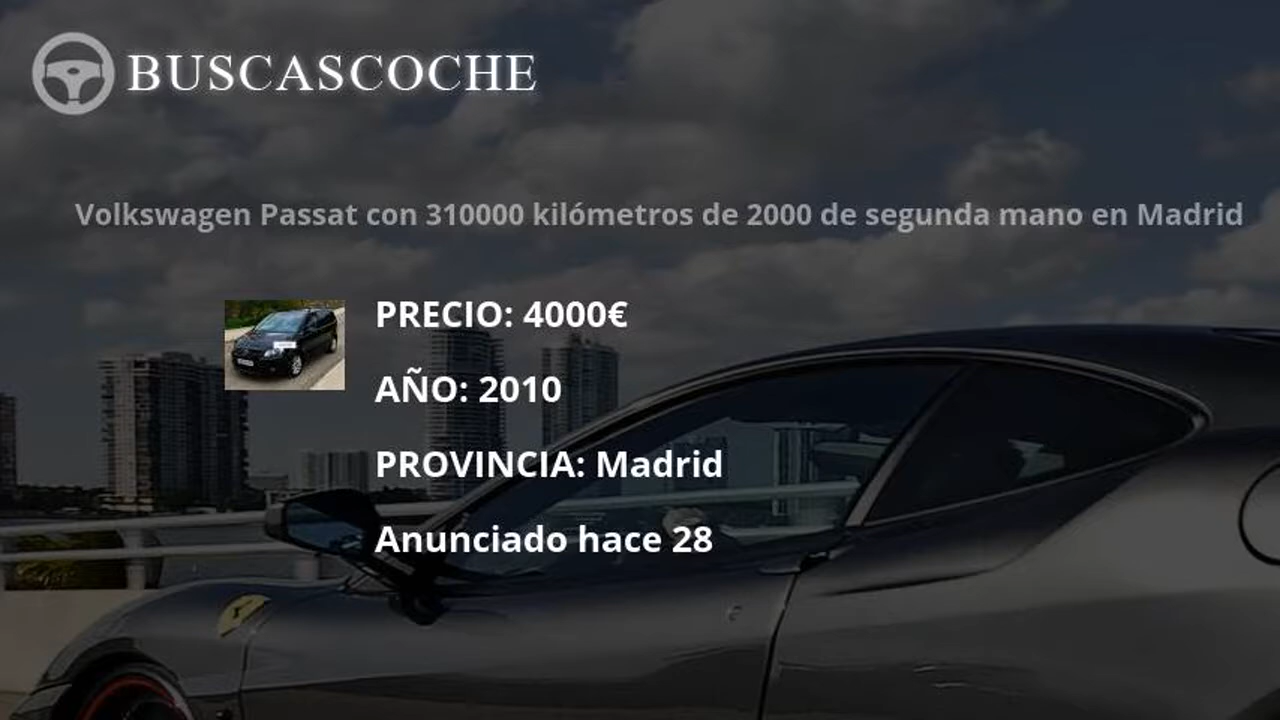 BUSCASCOCHE
Volkswagen Passat con 310000 kilómetros de 2000 de segunda mano en Madrid
PRECIO: 4000€
AÑO: 2010
PROVINCIA: Madrid
Anunciado hace 28